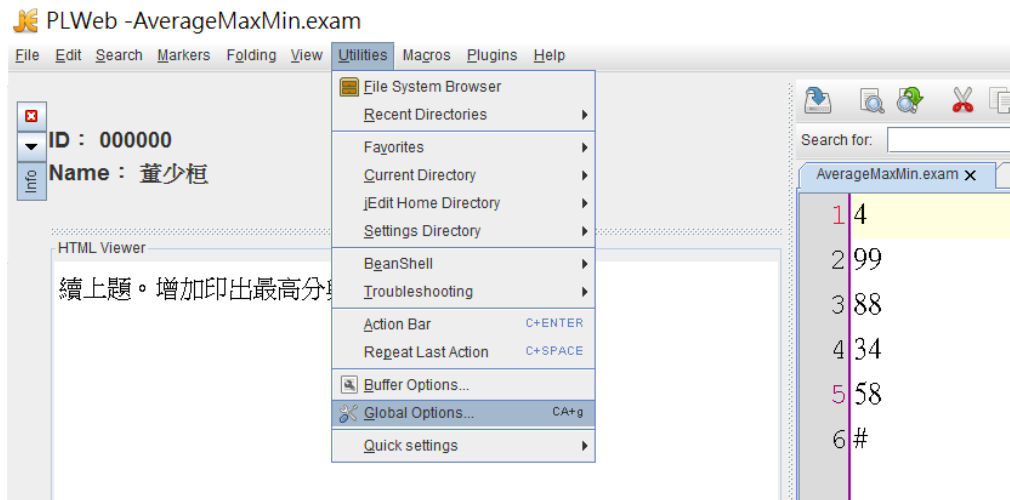 PLWeb -AverageMaxMin.exam
File Edit Search Markers Folding View Utilities Macros Plugins Help
File System Browser
Recent Directories
Favorites
Current Directory
jEdit Home Directory
Settings Directory
BeanShell
Troubleshooting
Action Bar C+ENTER
Repeat Last Action C+SPACE
Buffer Options...
Global Options... CA+g
Quick settings
Info
ID： 000000
Name： 董少桓
HTML Viewer
續上題。增加印出最高分
Search for:
AverageMaxMin.exam
1 4
2 99
3 88
4 34
5 58
6 #